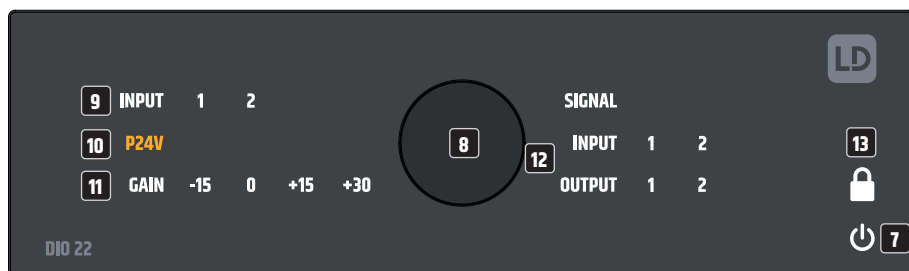 LD
9 INPUT 1 2
SIGNAL
10 P24V
8
12 INPUT 1 2
13
11 GAIN -15 0 +15 +30
OUTPUT 1 2
DIO 22
7